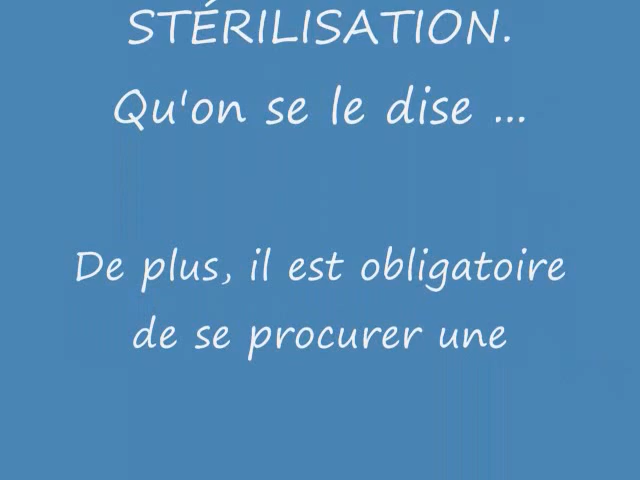 STÉRILISATION.
Qu'on se le dise ...
De plus, il est obligatoire
de se procurer une